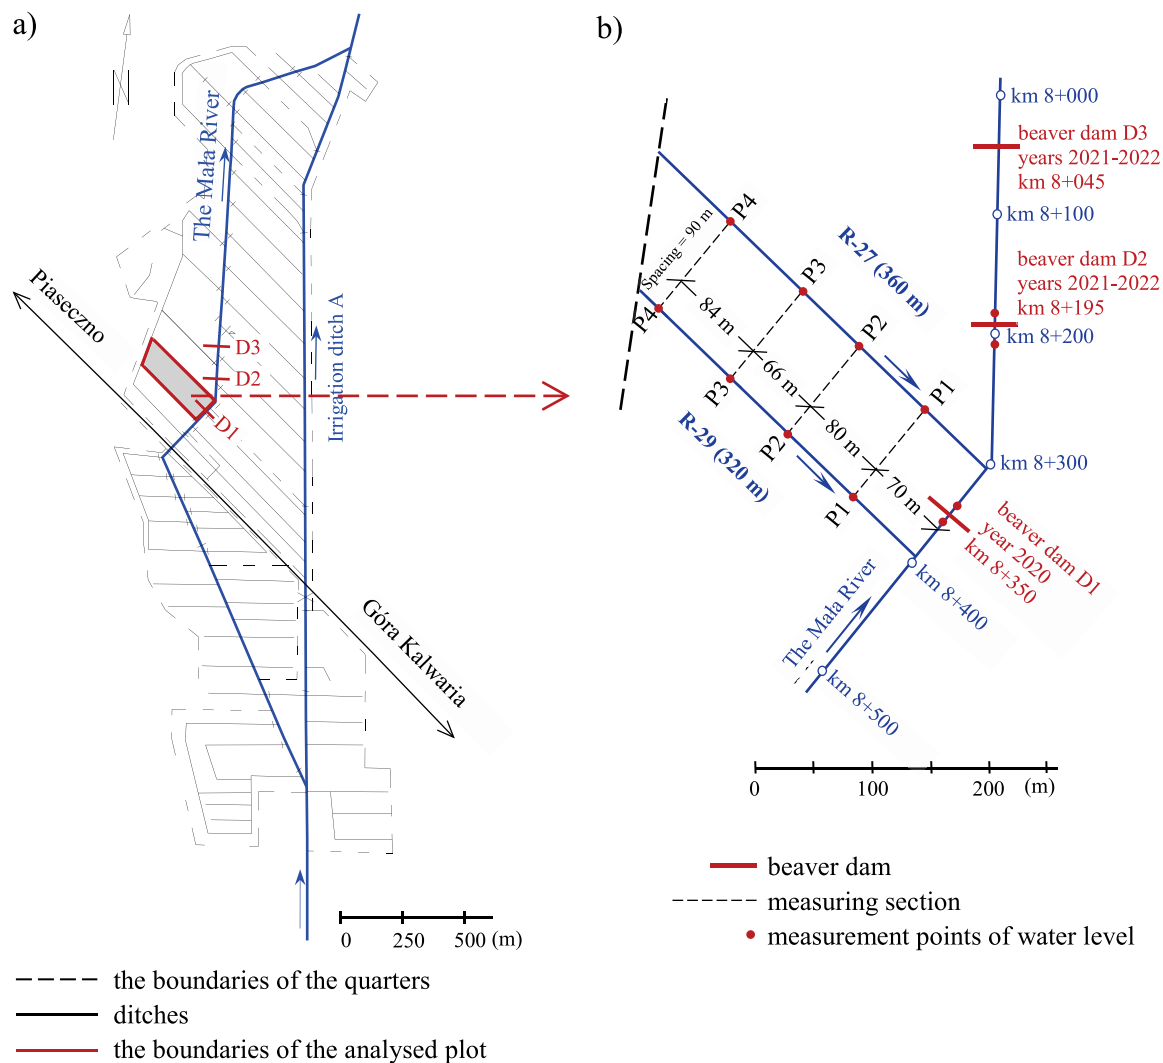 a)
N
The Mała River
Piaseczno
D3
D2
D1
Irrigation ditch A
Góra Kalwaria
0 250 500 (m)
the boundaries of the quarters
ditches
the boundaries of the analysed plot
b)
km 8+000
beaver dam D3
years 2021-2022
km 8+045
km 8+100
beaver dam D2
years 2021-2022
km 8+195
km 8+200
km 8+300
beaver dam D1
year 2020
km 8+350
km 8+400
km 8+500
The Mała River
R-27 (360 m)
P4
P3
P2
P1
Spacing = 90 m
84 m
66 m
80 m
70 m
R-29 (320 m)
P4
P3
P2
P1
0 100 200 (m)
beaver dam
measuring section
measurement points of water level